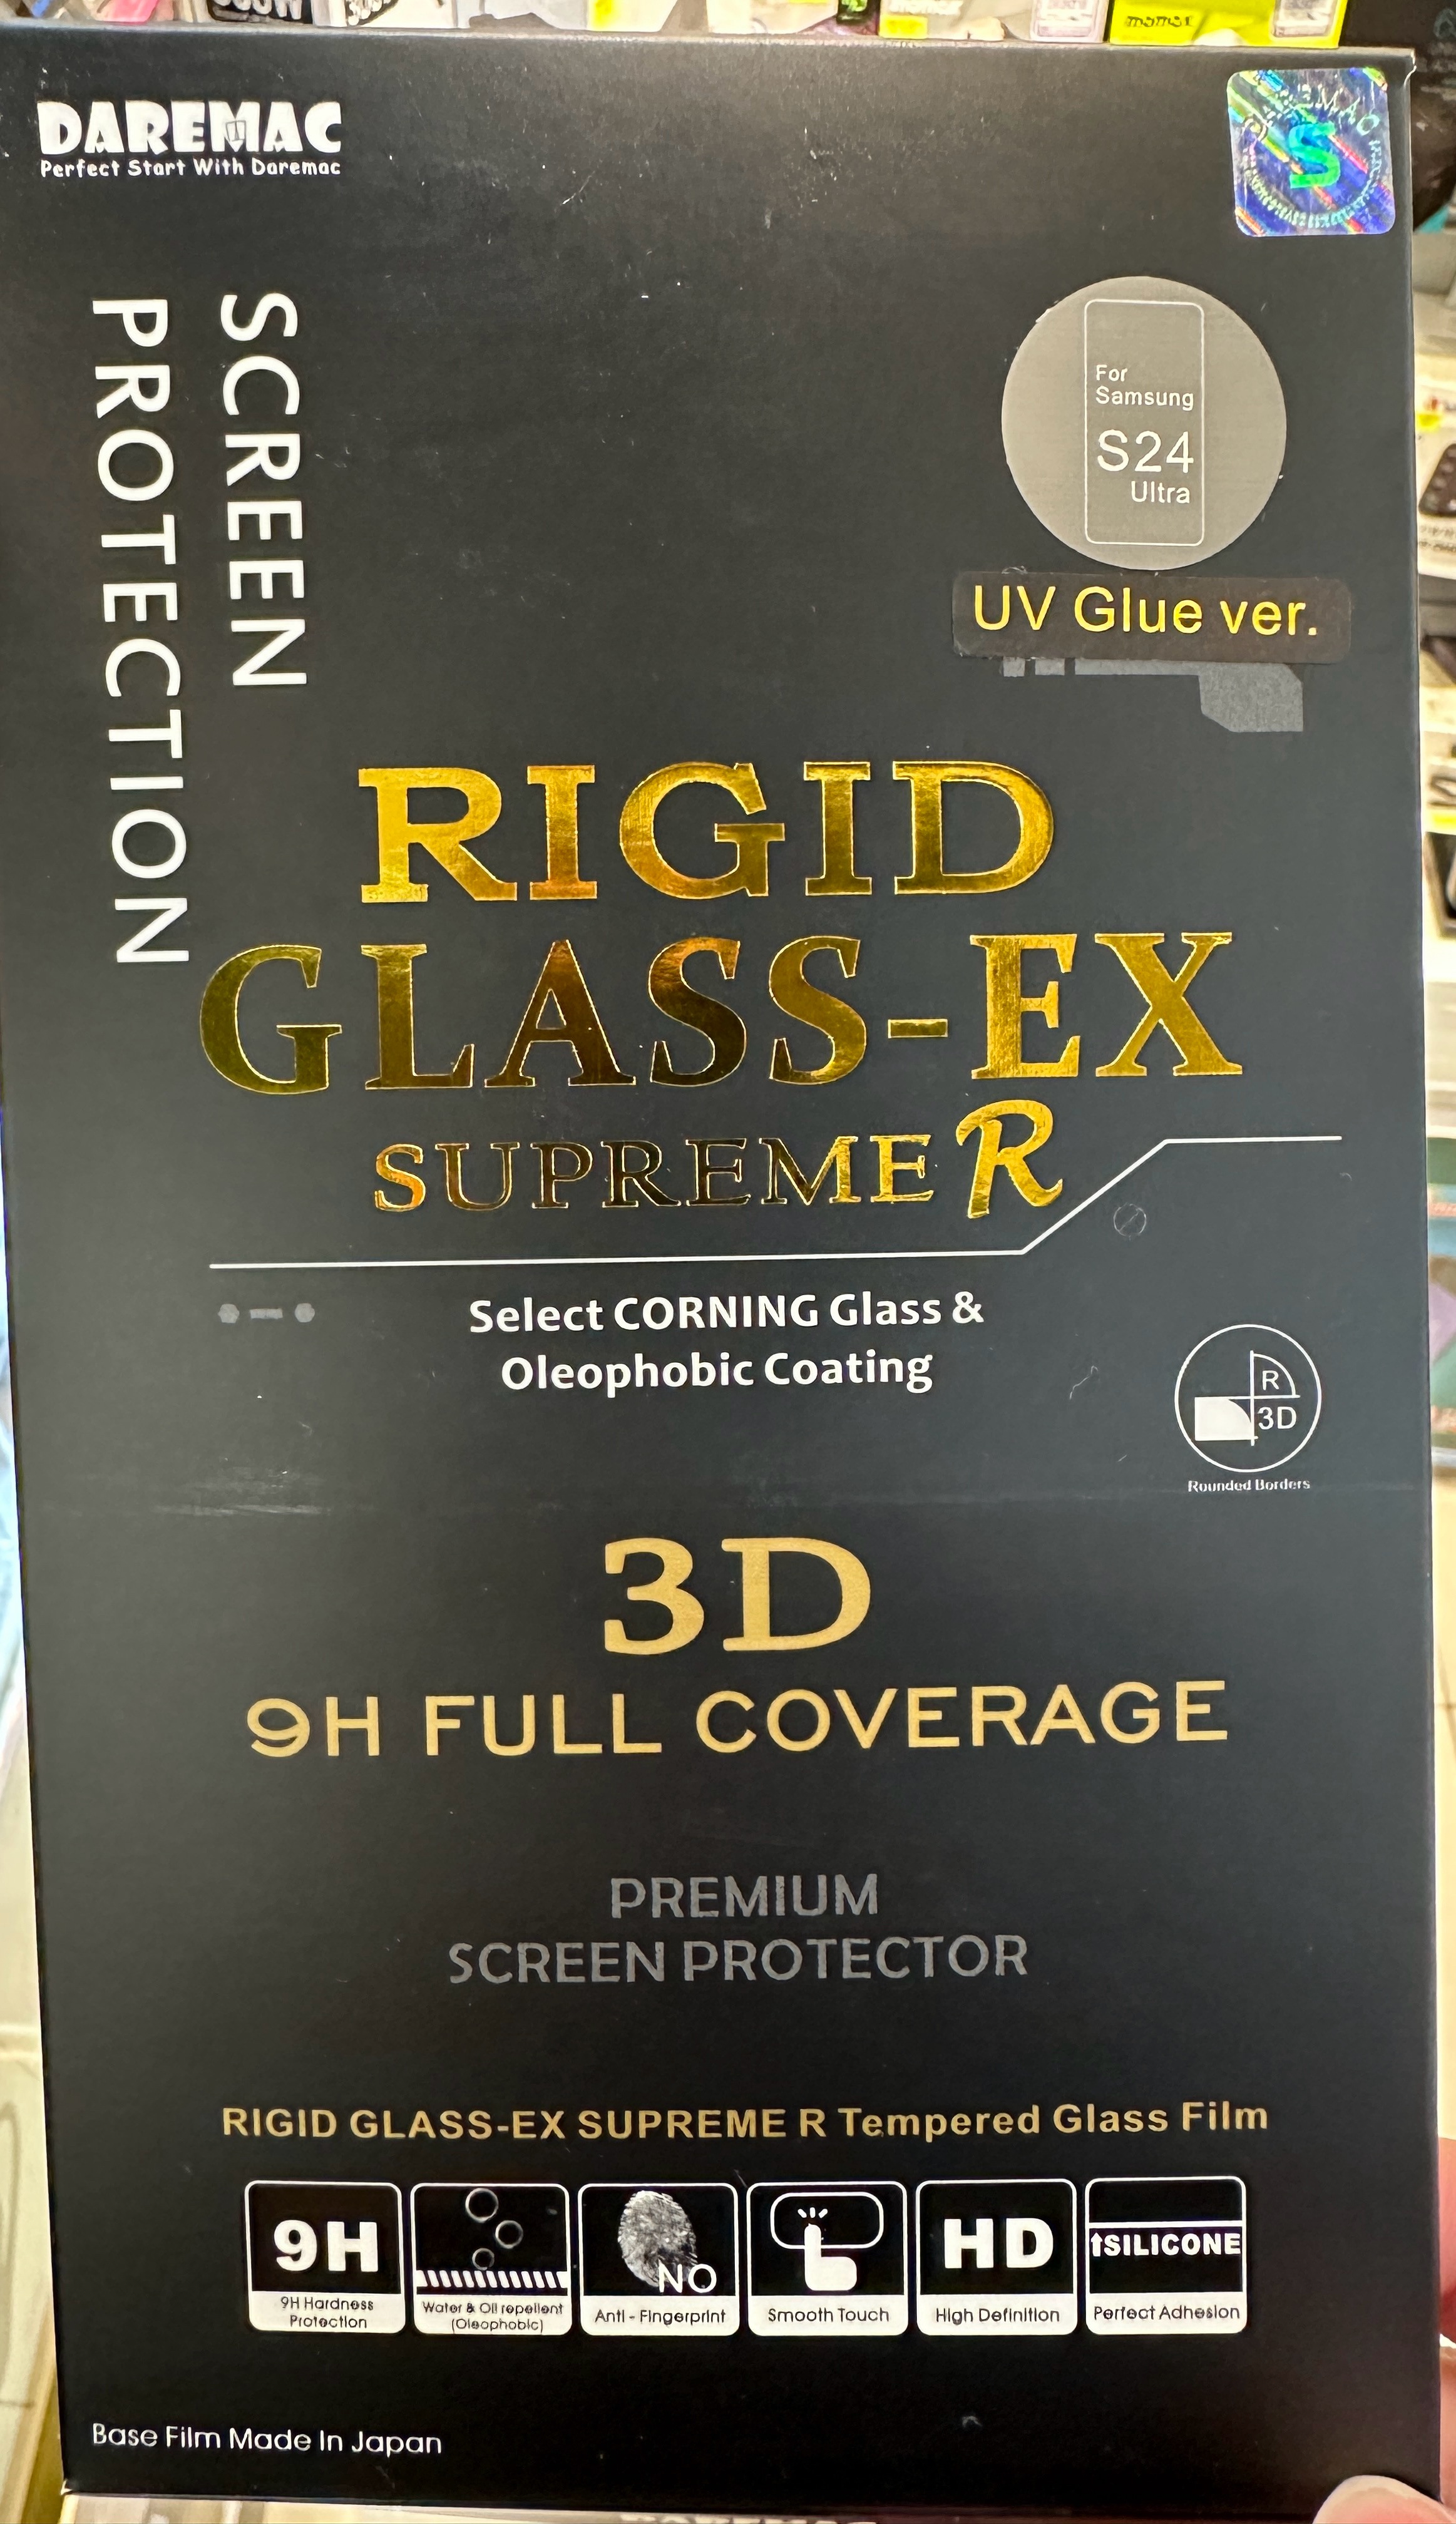 momax
DAREMAC
Perfect Start With Daremac
S
SCREEN
PROTECTION
For
Samsung
S24
Ultra
UV Glue ver.
RIGID
GLASS-EX
SUPREME R
Select CORNING Glass &
Oleophobic Coating
R
3D
Rounded Borders
3D
9H FULL COVERAGE
PREMIUM
SCREEN PROTECTOR
RIGID GLASS-EX SUPREME R Tempered Glass Film
9H
9H Hardness
Protection
Water & Oil repellent
(Oleophobic)
NO
Anti - Fingerprint
Smooth Touch
HD
High Definition
↑SILICONE
Perfect Adhesion
Base Film Made In Japan